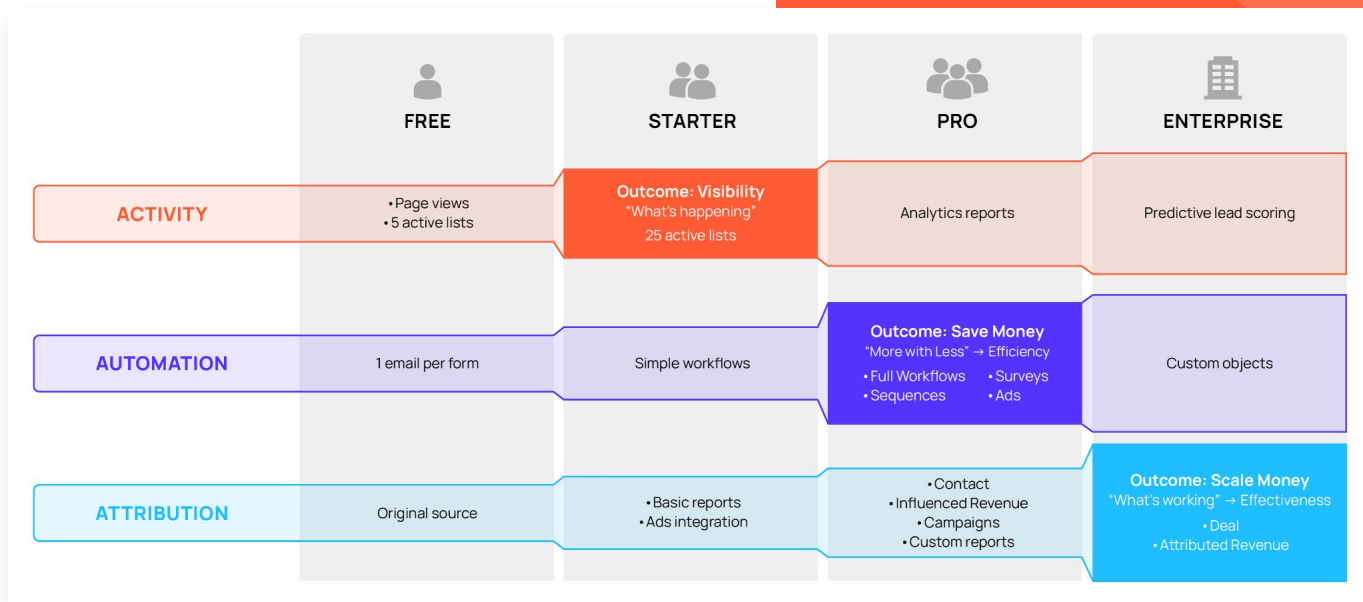 FREE
STARTER
PRO
ENTERPRISE
ACTIVITY
•Page views
•5 active lists
Outcome: Visibility
“What's happening”
25 active lists
Analytics reports
Predictive lead scoring
AUTOMATION
1 email per form
Simple workflows
Outcome: Save Money
“More with Less” → Efficiency
•Full Workflows •Surveys
•Sequences •Ads
Custom objects
ATTRIBUTION
Original source
•Basic reports
•Ads integration
•Contact
•Influenced Revenue
•Campaigns
•Custom reports
Outcome: Scale Money
“What's working” → Effectiveness
•Deal
•Attributed Revenue